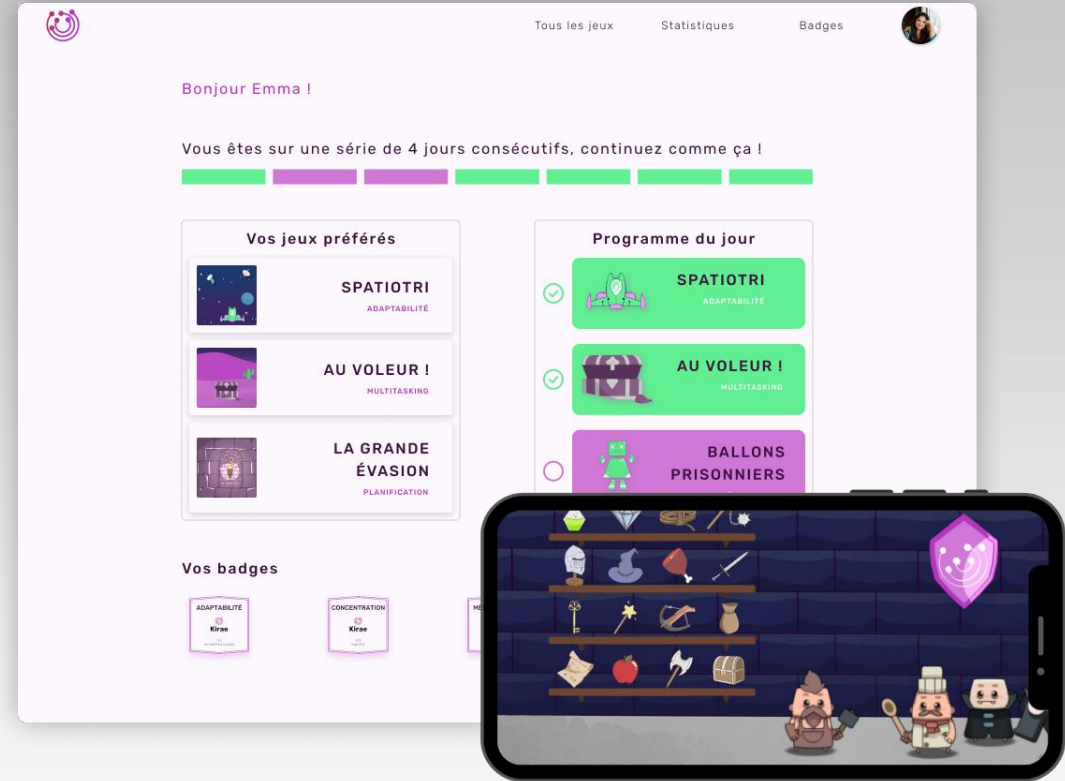 Tous les jeux Statistiques Badges
Bonjour Emma !
Vous êtes sur une série de 4 jours consécutifs, continuez comme ça !
Vos jeux préférés
SPATIOTRI
ADAPTABILITÉ
AU VOLEUR !
MULTITASKING
LA GRANDE
ÉVASION
PLANIFICATION
Programme du jour
SPATIOTRI
ADAPTABILITÉ
AU VOLEUR !
MULTITASKING
BALLONS
PRISONNIERS
Vos badges
ADAPTABILITÉ
Kirae
CONCENTRATION
Kirae